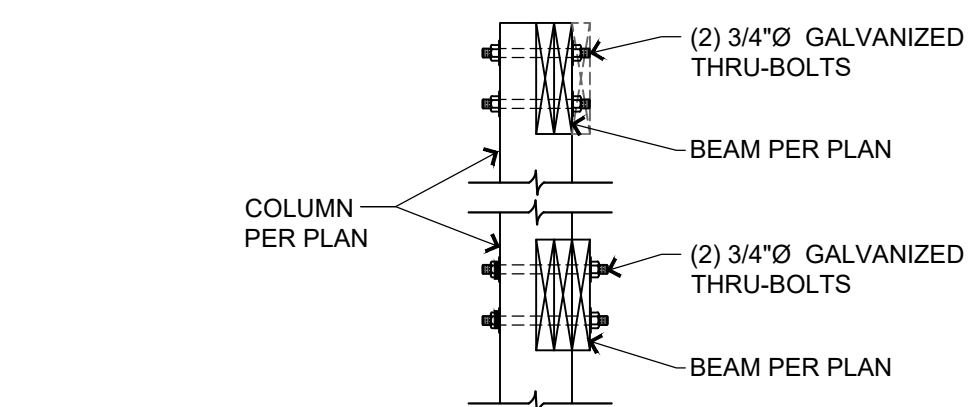 (2) 3/4"Ø GALVANIZED
THRU-BOLTS
BEAM PER PLAN
COLUMN
PER PLAN
(2) 3/4"Ø GALVANIZED
THRU-BOLTS
BEAM PER PLAN